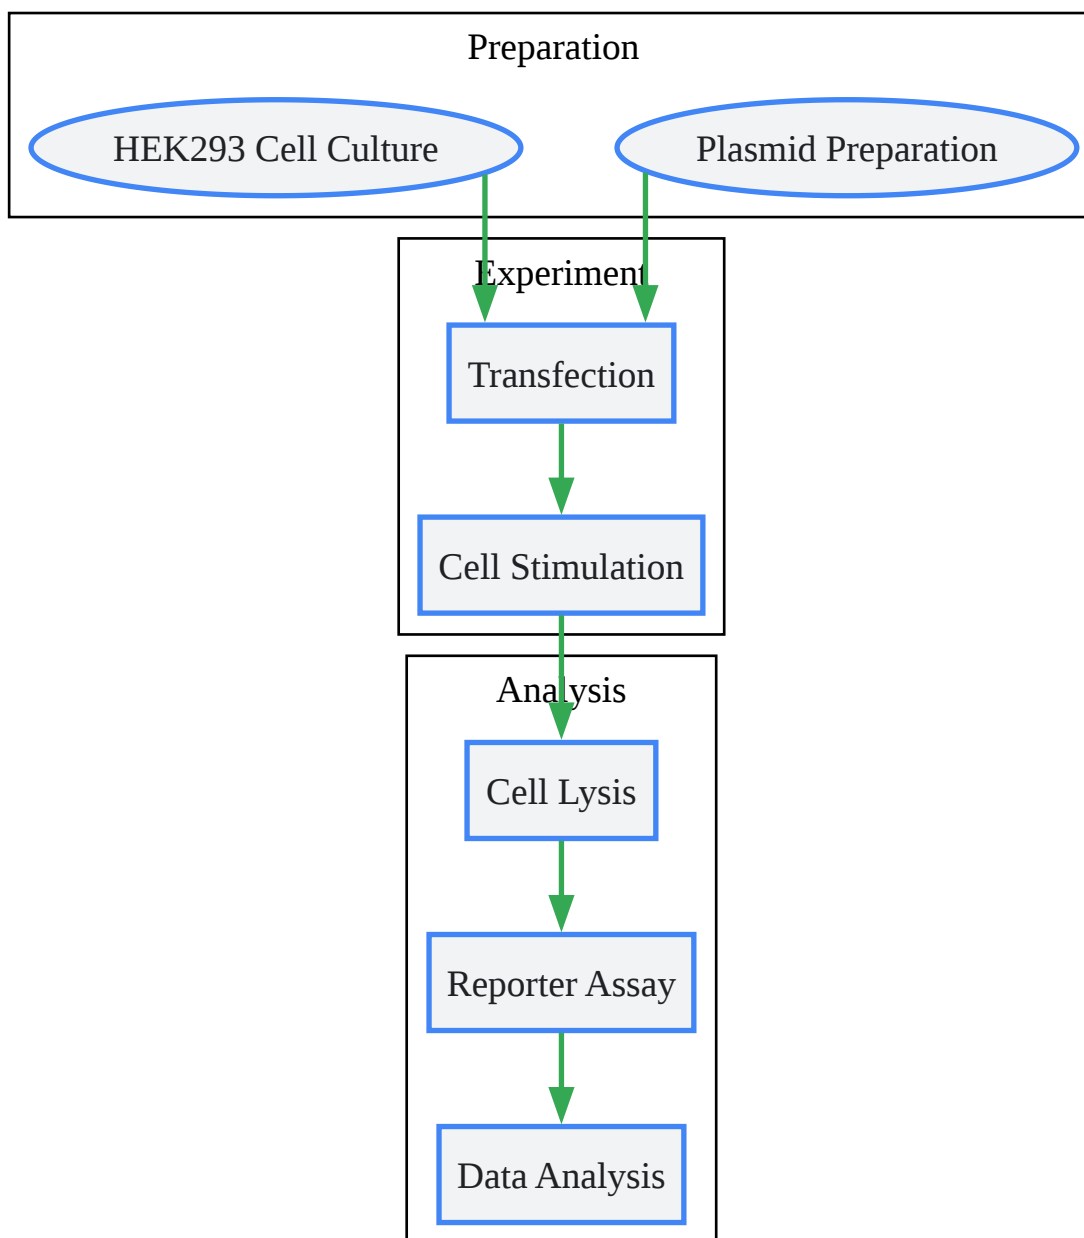 Preparation
HEK293 Cell Culture
Plasmid Preparation
Experiment
Transfection
Cell Stimulation
Analysis
Cell Lysis
Reporter Assay
Data Analysis